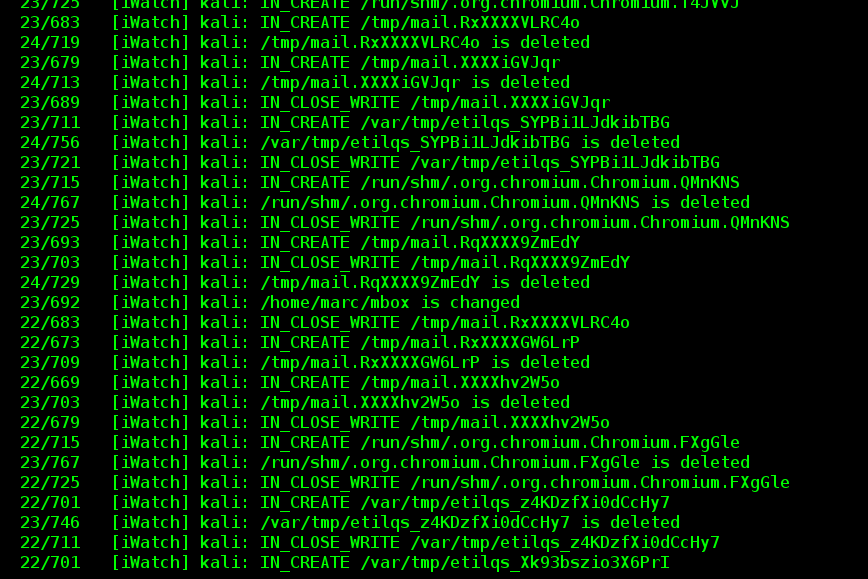 23/725 [iWatch] kali: IN_CREATE /run/shm/.org.chromium.Chromium.T4JVVJ
23/683 [iWatch] kali: IN_CREATE /tmp/mail.RxXXXXVLRC4o
24/719 [iWatch] kali: /tmp/mail.RxXXXXVLRC4o is deleted
23/679 [iWatch] kali: IN_CREATE /tmp/mail.XXXXiGVJqr
24/713 [iWatch] kali: /tmp/mail.XXXXiGVJqr is deleted
23/689 [iWatch] kali: IN_CLOSE_WRITE /tmp/mail.XXXXiGVJqr
23/711 [iWatch] kali: IN_CREATE /var/tmp/etilqs_SYPBi1LJdkibTBG
24/756 [iWatch] kali: /var/tmp/etilqs_SYPBi1LJdkibTBG is deleted
23/721 [iWatch] kali: IN_CLOSE_WRITE /var/tmp/etilqs_SYPBi1LJdkibTBG
23/715 [iWatch] kali: IN_CREATE /run/shm/.org.chromium.Chromium.QMnKNS
24/767 [iWatch] kali: /run/shm/.org.chromium.Chromium.QMnKNS is deleted
23/725 [iWatch] kali: IN_CLOSE_WRITE /run/shm/.org.chromium.Chromium.QMnKNS
23/693 [iWatch] kali: IN_CREATE /tmp/mail.RqXXXX9ZmEdY
23/703 [iWatch] kali: IN_CLOSE_WRITE /tmp/mail.RqXXXX9ZmEdY
24/729 [iWatch] kali: /tmp/mail.RqXXXX9ZmEdY is deleted
23/692 [iWatch] kali: /home/marc/mbox is changed
22/683 [iWatch] kali: IN_CLOSE_WRITE /tmp/mail.RxXXXXVLRC4o
22/673 [iWatch] kali: IN_CREATE /tmp/mail.RxXXXXGW6LrP
23/709 [iWatch] kali: /tmp/mail.RxXXXXGW6LrP is deleted
22/669 [iWatch] kali: IN_CREATE /tmp/mail.XXXXhv2W5o
23/703 [iWatch] kali: /tmp/mail.XXXXhv2W5o is deleted
22/679 [iWatch] kali: IN_CLOSE_WRITE /tmp/mail.XXXXhv2W5o
22/715 [iWatch] kali: IN_CREATE /run/shm/.org.chromium.Chromium.FXgGle
23/767 [iWatch] kali: /run/shm/.org.chromium.Chromium.FXgGle is deleted
22/725 [iWatch] kali: IN_CLOSE_WRITE /run/shm/.org.chromium.Chromium.FXgGle
22/701 [iWatch] kali: IN_CREATE /var/tmp/etilqs_z4KDzfXi0dCcHy7
23/746 [iWatch] kali: /var/tmp/etilqs_z4KDzfXi0dCcHy7 is deleted
22/711 [iWatch] kali: IN_CLOSE_WRITE /var/tmp/etilqs_z4KDzfXi0dCcHy7
22/701 [iWatch] kali: IN_CREATE /var/tmp/etilqs_Xk93bszio3X6PrI